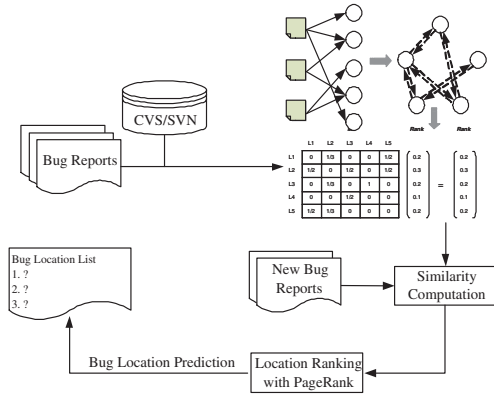 CVS/SVN
Bug Reports
Rank Rank
L1 L2 L3 L4 L5
L1 0 1/3 0 0 1/2 0.2 0.2
L2 1/2 0 1/2 0 1/2 0.3 0.3
L3 0 1/3 0 1 0 0.2 = 0.2
L4 0 0 1/2 0 0 0.1 0.1
L5 1/2 1/3 0 0 0 0.2 0.2
Bug Location List
1. ?
2. ?
3. ?
New Bug
Reports
Similarity
Computation
Bug Location Prediction
Location Ranking
with PageRank